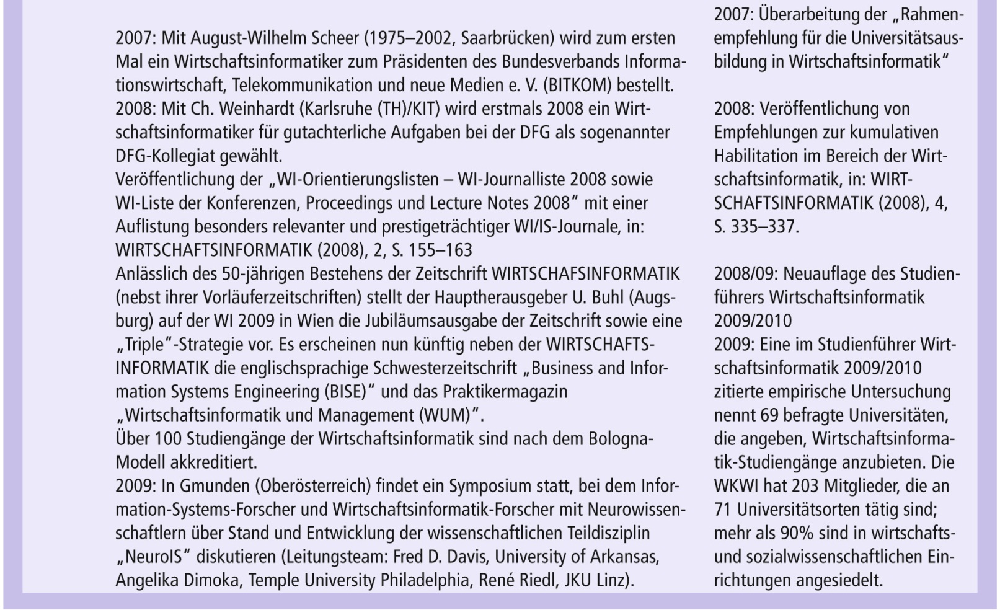 2007: Mit August-Wilhelm Scheer (1975–2002, Saarbrücken) wird zum ersten
Mal ein Wirtschaftsinformatiker zum Präsidenten des Bundesverbands Informa-
tionswirtschaft, Telekommunikation und neue Medien e. V. (BITKOM) bestellt.
2008: Mit Ch. Weinhardt (Karlsruhe (TH)/KIT) wird erstmals 2008 ein Wirt-
schaftsinformatiker für gutachterliche Aufgaben bei der DFG als sogenannter
DFG-Kollegiat gewählt.
Veröffentlichung der „WI-Orientierungslisten – WI-Journalliste 2008 sowie
WI-Liste der Konferenzen, Proceedings und Lecture Notes 2008“ mit einer
Auflistung besonders relevanter und prestigeträchtiger WI/IS-Journale, in:
WIRTSCHAFTSINFORMATIK (2008), 2, S. 155–163
Anlässlich des 50-jährigen Bestehens der Zeitschrift WIRTSCHAFSINFORMATIK
(nebst ihrer Vorläuferzeitschriften) stellt der Hauptherausgeber U. Buhl (Augs-
burg) auf der WI 2009 in Wien die Jubiläumsausgabe der Zeitschrift sowie eine
„Triple“-Strategie vor. Es erscheinen nun künftig neben der WIRTSCHAFTS-
INFORMATIK die englischsprachige Schwesterzeitschrift „Business and Infor-
mation Systems Engineering (BISE)“ und das Praktikermagazin
„Wirtschaftsinformatik und Management (WUM)“.
Über 100 Studiengänge der Wirtschaftsinformatik sind nach dem Bologna-
Modell akkreditiert.
2009: In Gmunden (Oberösterreich) findet ein Symposium statt, bei dem Infor-
mation-Systems-Forscher und Wirtschaftsinformatik-Forscher mit Neurowissen-
schaftlern über Stand und Entwicklung der wissenschaftlichen Teildisziplin
„NeuroIS“ diskutieren (Leitungsteam: Fred D. Davis, University of Arkansas,
Angelika Dimoka, Temple University Philadelphia, René Riedl, JKU Linz).
2007: Überarbeitung der „Rahmen-
empfehlung für die Universitätsaus-
bildung in Wirtschaftsinformatik“
2008: Veröffentlichung von
Empfehlungen zur kumulativen
Habilitation im Bereich der Wirt-
schaftsinformatik, in: WIRT-
SCHAFTSINFORMATIK (2008), 4,
S. 335–337.
2008/09: Neuauflage des Studien-
führers Wirtschaftsinformatik
2009/2010
2009: Eine im Studienführer Wirt-
schaftsinformatik 2009/2010
zitierte empirische Untersuchung
nennt 69 befragte Universitäten,
die angeben, Wirtschaftsinforma-
tik-Studiengänge anzubieten. Die
WKWI hat 203 Mitglieder, die an
71 Universitätsorten tätig sind;
mehr als 90% sind in wirtschafts-
und sozialwissenschaftlichen Ein-
richtungen angesiedelt.